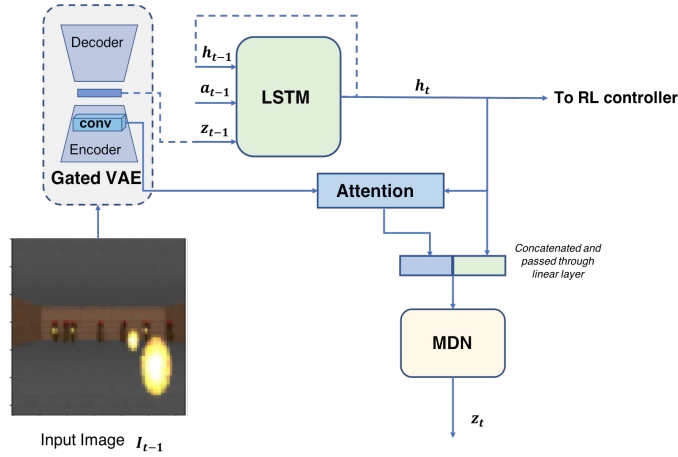 Decoder
conv
Encoder
Gated VAE
h_{t-1}
a_{t-1}
z_{t-1}
LSTM
h_t
To RL controller
Attention
Concatenated and
passed through
linear layer
MDN
z_t
Input Image I_{t-1}